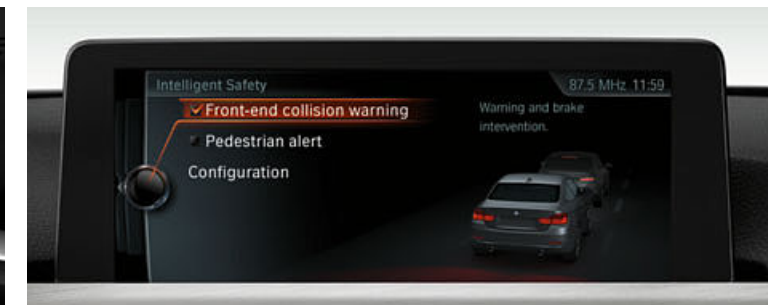 Intelligent Safety
87.5 MHz 11:59
Front-end collision warning
Warning and brake
intervention.
Pedestrian alert
Configuration